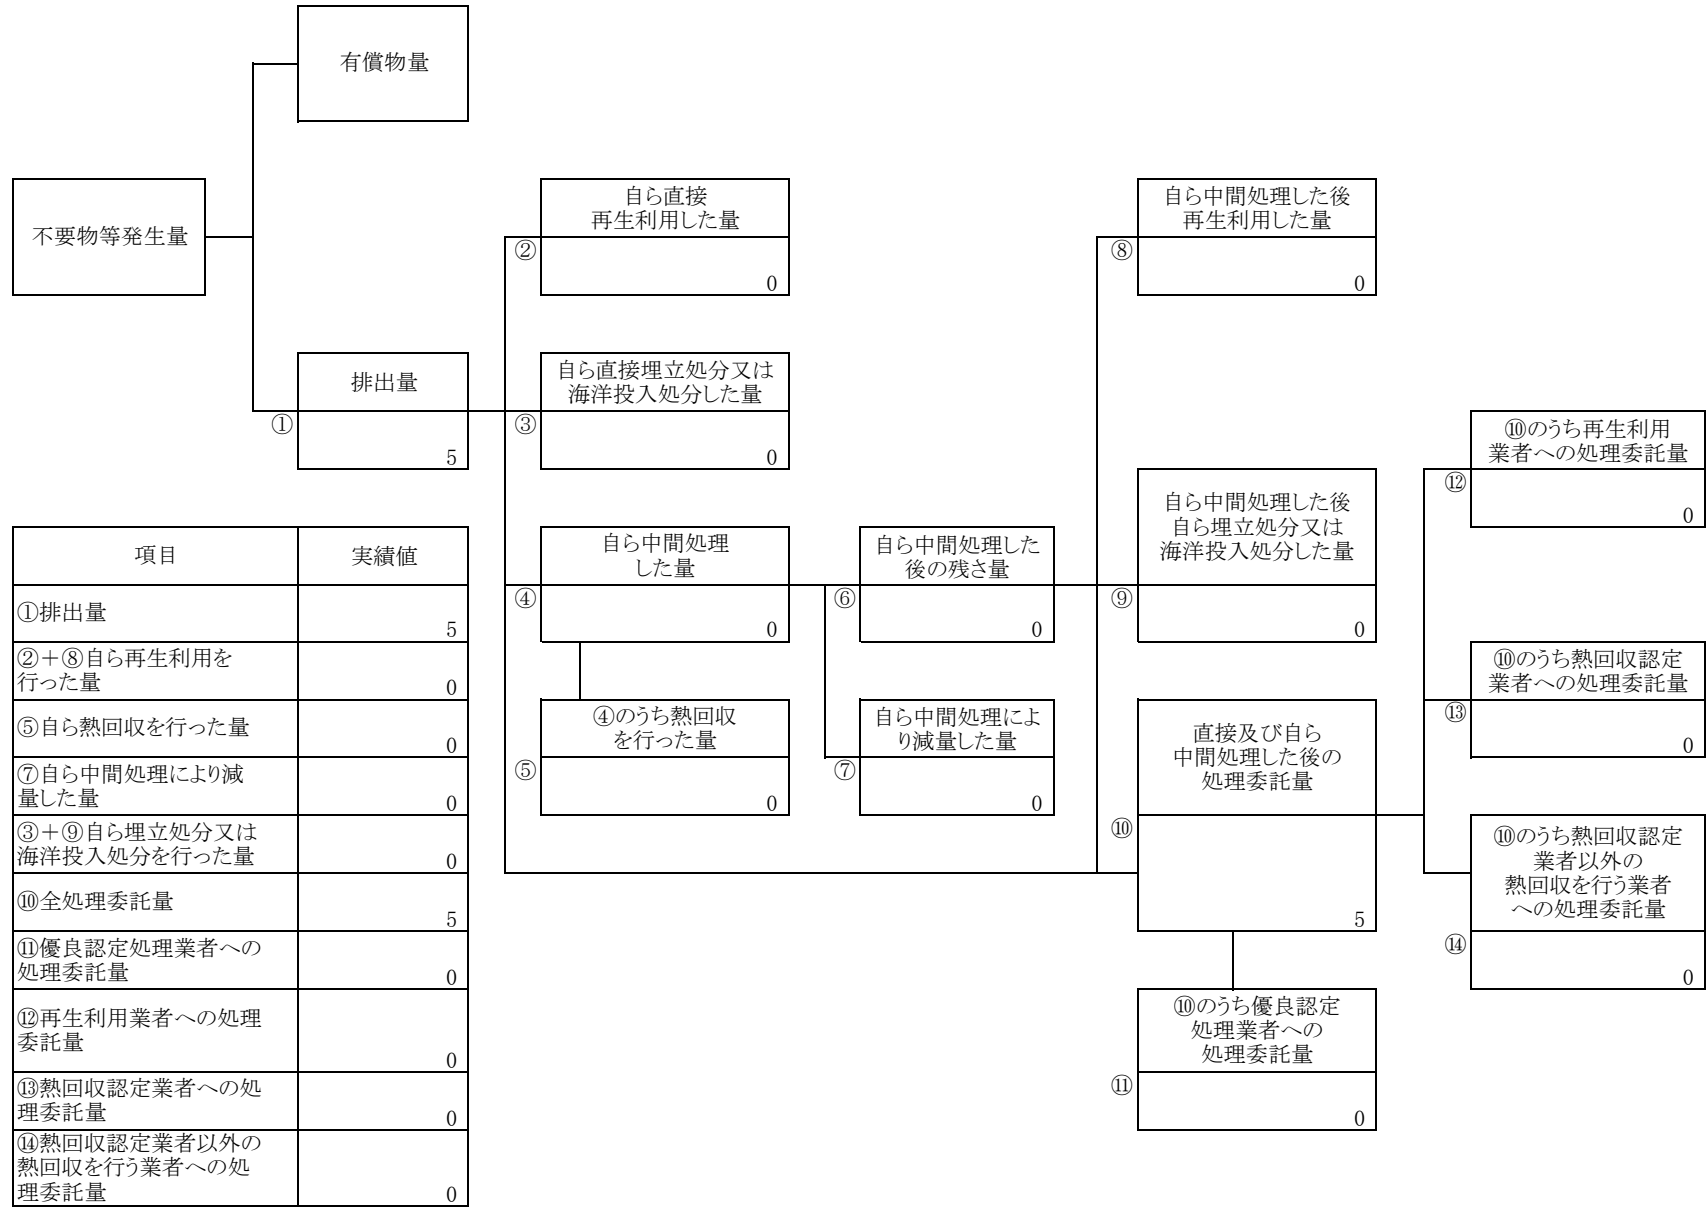 有償物量
不要物等発生量
排出量
①
5
自ら直接
再生利用した量
②
0
自ら直接埋立処分又は
海洋投入処分した量
③
0
自ら中間処理
した量
④
0
④のうち熱回収
を行った量
⑤
0
自ら中間処理した
後の残さ量
⑥
0
自ら中間処理によ
り減量した量
⑦
0
自ら中間処理した後
再生利用した量
⑧
0
自ら中間処理した後
自ら埋立処分又は
海洋投入処分した量
⑨
0
直接及び自ら
中間処理した後の
処理委託量
⑩
5
⑩のうち優良認定
処理業者への
処理委託量
⑪
0
⑩のうち再生利用
業者への処理委託量
⑫
0
⑩のうち熱回収認定
業者への処理委託量
⑬
0
⑩のうち熱回収認定
業者以外の
熱回収を行う業者
への処理委託量
⑭
0
項目 実績値
①排出量
5
②＋⑧自ら再生利用を
行った量
0
⑤自ら熱回収を行った量
0
⑦自ら中間処理により減
量した量
0
③＋⑨自ら埋立処分又は
海洋投入処分を行った量
0
⑩全処理委託量
5
⑪優良認定処理業者への
処理委託量
0
⑫再生利用業者への処理
委託量
0
⑬熱回収認定業者への処
理委託量
0
⑭熱回収認定業者以外の
熱回収を行う業者への処
理委託量
0